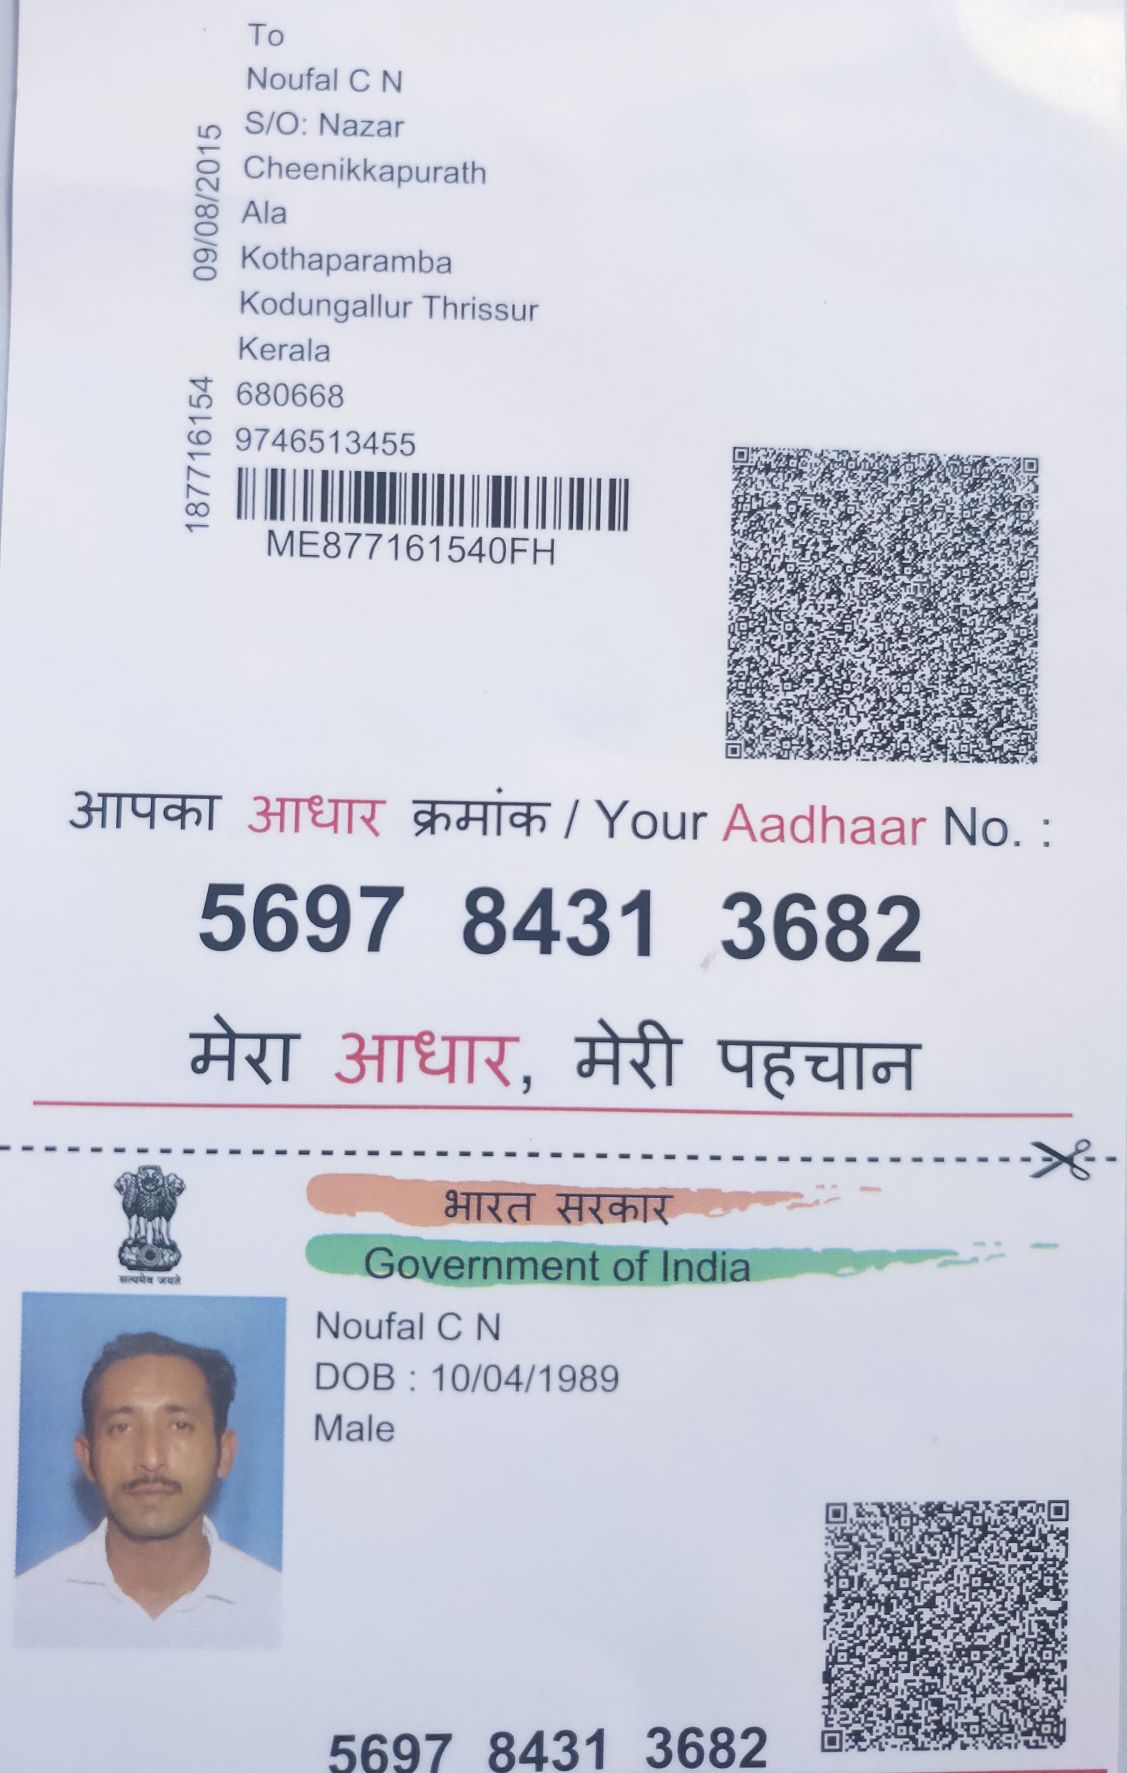 To
Noufal C N
S/O: Nazar
Cheenikkapurath
Ala
Kothaparamba
Kodungallur Thrissur
Kerala
680668
9746513455
09/08/2015
187716154
ME877161540FH
आपका आधार क्रमांक / Your Aadhaar No. :
5697 8431 3682
मेरा आधार, मेरी पहचान
भारत सरकार
Government of India
सत्यमेव जयते
Noufal C N
DOB : 10/04/1989
Male
5697 8431 3682